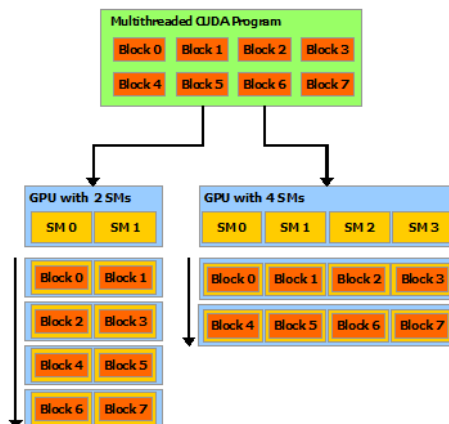 Multithreaded CUDA Program
Block 0 Block 1 Block 2 Block 3
Block 4 Block 5 Block 6 Block 7
GPU with 2 SMs
SM 0 SM 1
Block 0 Block 1
Block 2 Block 3
Block 4 Block 5
Block 6 Block 7
GPU with 4 SMs
SM 0 SM 1 SM 2 SM 3
Block 0 Block 1 Block 2 Block 3
Block 4 Block 5 Block 6 Block 7